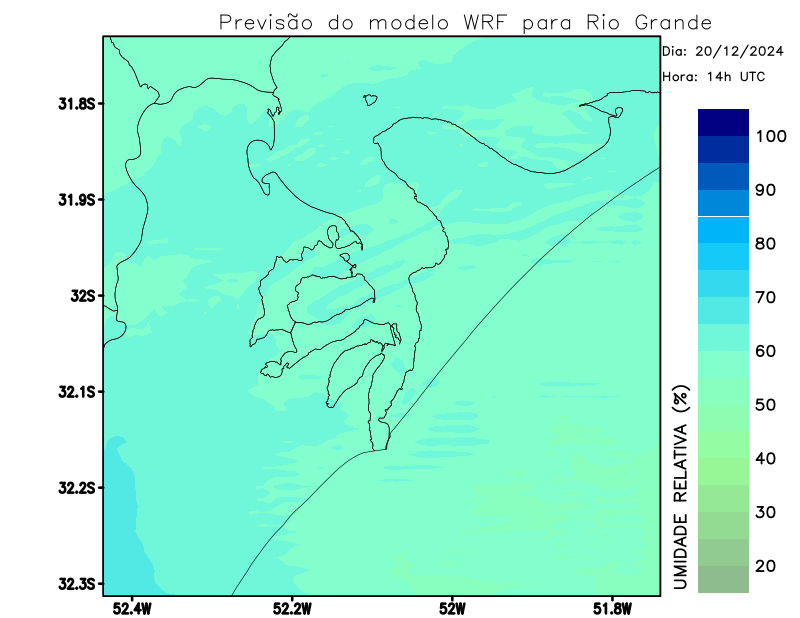 Previsão do modelo WRF para Rio Grande
Dia: 20/12/2024
Hora: 14h UTC
31.8S
31.9S
32S
32.1S
32.2S
32.3S
52.4W
52.2W
52W
51.8W
100
90
80
70
60
50
40
30
20
UMIDADE RELATIVA (%)